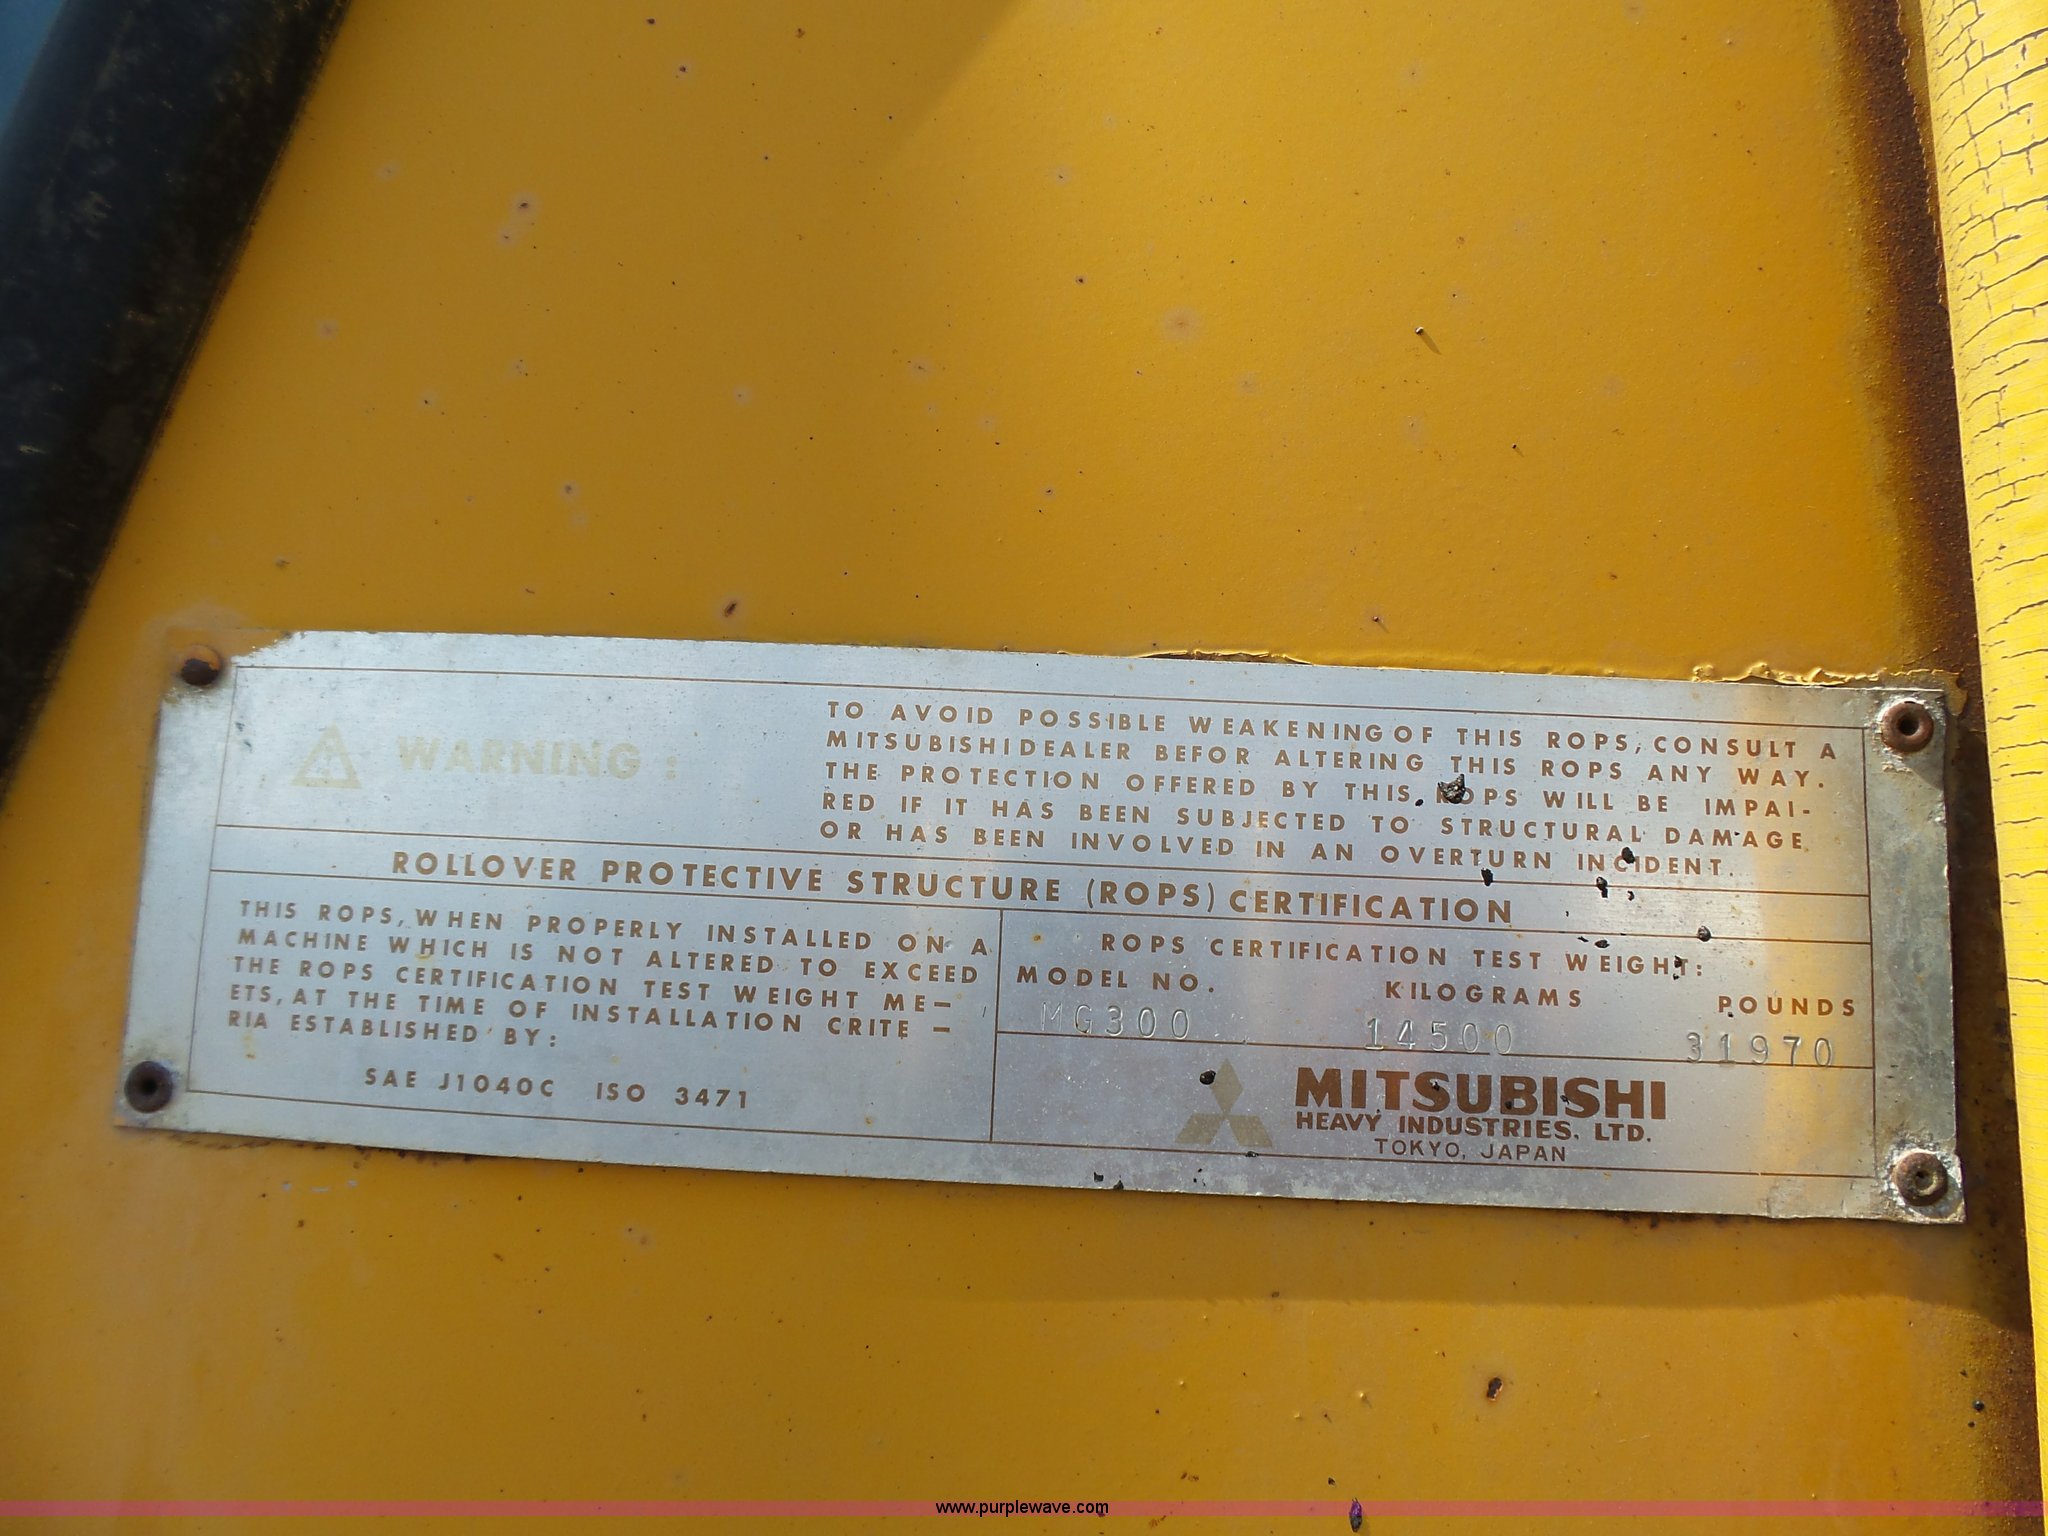 WARNING :
TO AVOID POSSIBLE WEAKENING OF THIS ROPS, CONSULT A
MITSUBISHI DEALER BEFOR ALTERING THIS ROPS ANY WAY.
THE PROTECTION OFFERED BY THIS ROPS WILL BE IMPAI-
RED IF IT HAS BEEN SUBJECTED TO STRUCTURAL DAMAGE
OR HAS BEEN INVOLVED IN AN OVERTURN INCIDENT.
ROLLOVER PROTECTIVE STRUCTURE (ROPS) CERTIFICATION
THIS ROPS, WHEN PROPERLY INSTALLED ON A
MACHINE WHICH IS NOT ALTERED TO EXCEED
THE ROPS CERTIFICATION TEST WEIGHT ME-
ETS, AT THE TIME OF INSTALLATION CRITE-
RIA ESTABLISHED BY:
SAE J1040C ISO 3471
ROPS CERTIFICATION TEST WEIGHT:
MODEL NO. KILOGRAMS POUNDS
MG300 14500 31970
MITSUBISHI
HEAVY INDUSTRIES, LTD.
TOKYO, JAPAN
www.purplewave.com